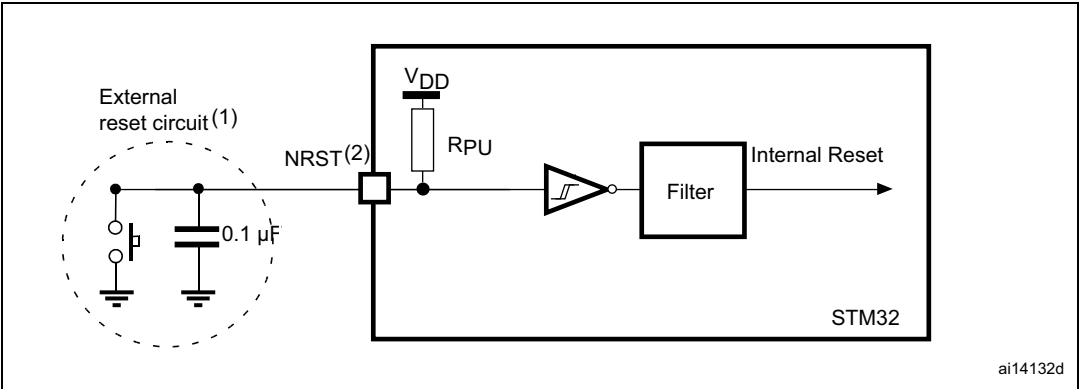 External
reset circuit(1)
VDD
RPU
NRST(2)
Internal Reset
Filter
0.1 μF
STM32
ai14132d